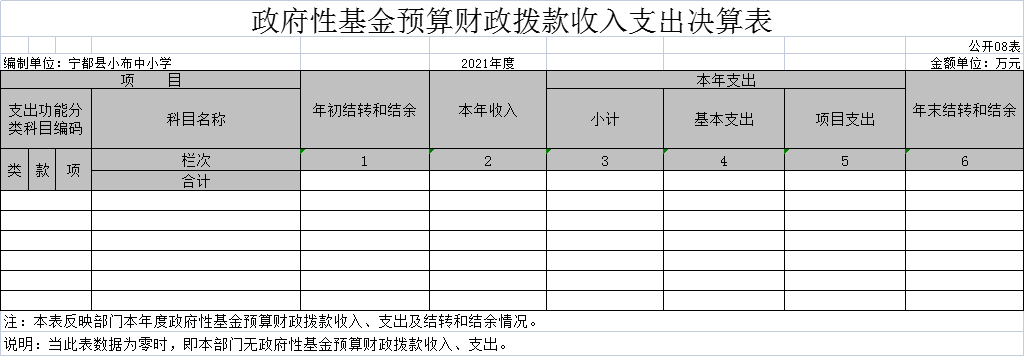 政府性基金预算财政拨款收入支出决算表
公开08表
编制单位：宁都县小布中小学 2021年度 金额单位：万元
项 目 年初结转和结余 本年收入 本年支出 年末结转和结余
支出功能分类科目编码 科目名称 小计 基本支出 项目支出
类 款 项 栏次 1 2 3 4 5 6
合计
注：本表反映部门本年度政府性基金预算财政拨款收入、支出及结转和结余情况。
说明：当此表数据为零时，即本部门无政府性基金预算财政拨款收入、支出。